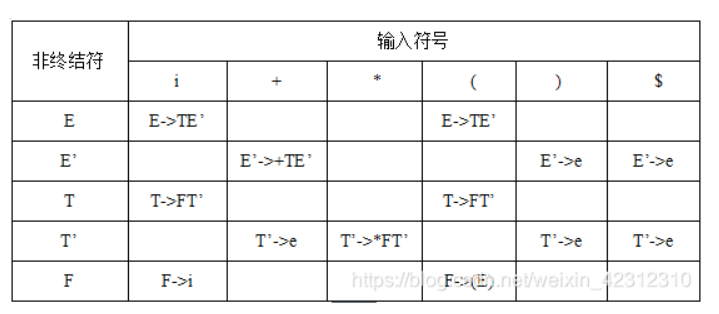 非终结符 输入符号
i + * ( ) $
E E->TE’ E->TE’
E’ E’->+TE’ E’->e E’->e
T T->FT’ T->FT’
T’ T’->e T’->*FT’ T’->e T’->e
F F->i F->(E)
https://blog.csdn.net/weixin_42312310